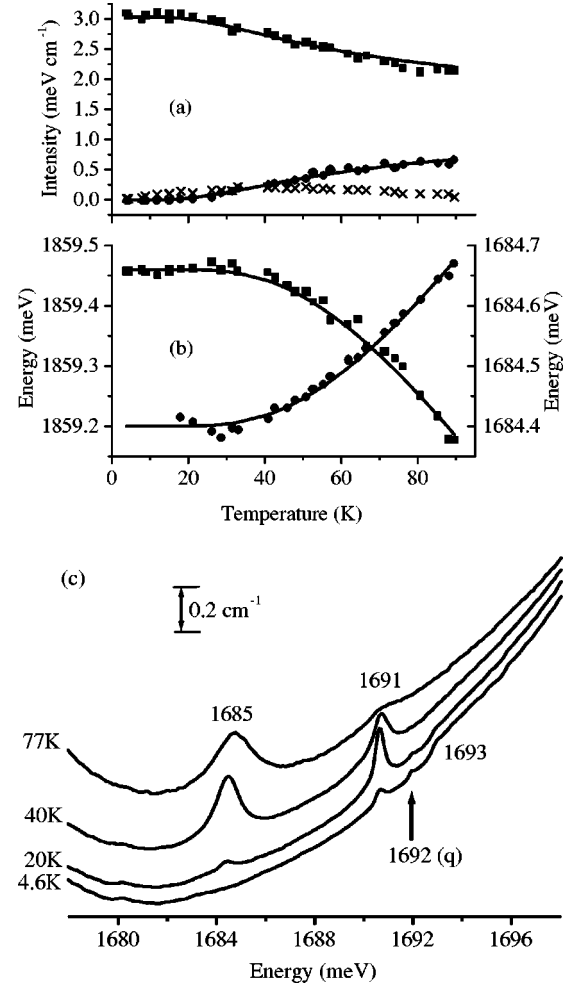 3.0
2.5
2.0
1.5
1.0
0.5
0.0
Intensity (meV cm⁻¹)
(a)
1859.5
1859.4
1859.3
1859.2
Energy (meV)
(b)
1684.7
1684.6
1684.5
1684.4
Energy (meV)
0 20 40 60 80
Temperature (K)
(c)
0.2 cm⁻¹
1691
1685
77K
1693
40K
20K
1692 (q)
4.6K
1680 1684 1688 1692 1696
Energy (meV)